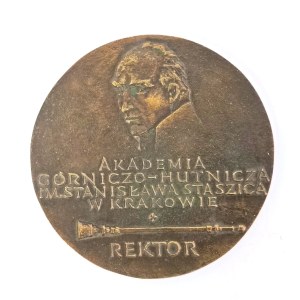 AKADEMIA
GÓRNICZO-HUTNICZA
IM. STANISŁAWA STASZICA
W KRAKOWIE
REKTOR